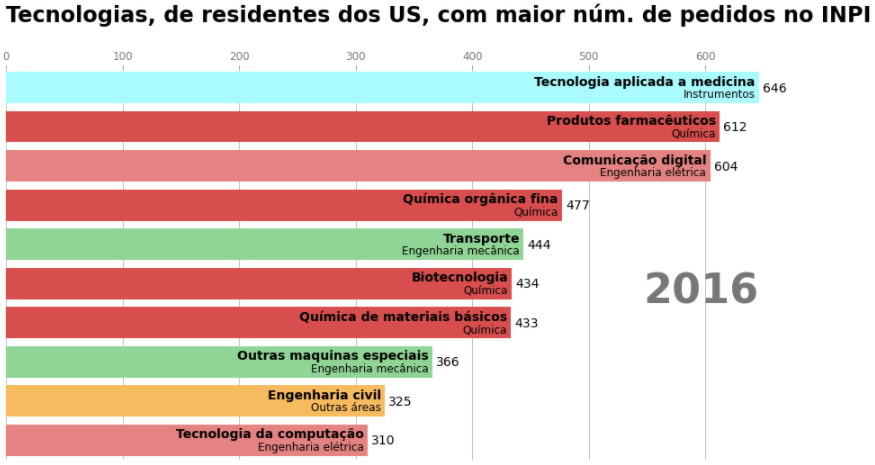 Tecnologias, de residentes dos US, com maior núm. de pedidos no INPI
0 100 200 300 400 500 600
Tecnologia aplicada a medicina
Instrumentos
646
Produtos farmacêuticos
Química
612
Comunicação digital
Engenharia elétrica
604
Química orgânica fina
Química
477
Transporte
Engenharia mecânica
444
Biotecnologia
Química
434
2016
Química de materiais básicos
Química
433
Outras maquinas especiais
Engenharia mecânica
366
Engenharia civil
Outras áreas
325
Tecnologia da computação
Engenharia elétrica
310